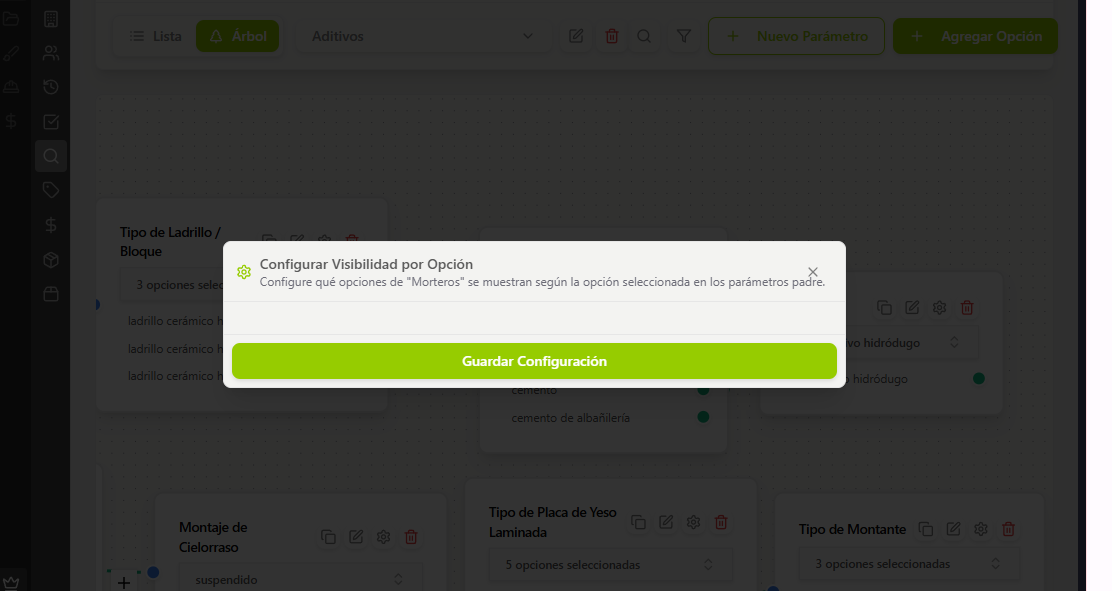 Lista
Árbol
Aditivos
Nuevo Parámetro
Agregar Opción
Tipo de Ladrillo /
Bloque
3 opciones selec
ladrillo cerámico h
ladrillo cerámico h
ladrillo cerámico h
Configurar Visibilidad por Opción
Configure qué opciones de "Morteros" se muestran según la opción seleccionada en los parámetros padre.
Guardar Configuración
vo hidródugo
o hidródugo
cemento
cemento de albañilería
Montaje de
Cielorraso
suspendido
Tipo de Placa de Yeso
Laminada
5 opciones seleccionadas
Tipo de Montante
3 opciones seleccionadas